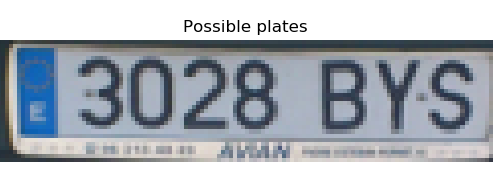 Possible plates
E
3028 BYS
AVIAN